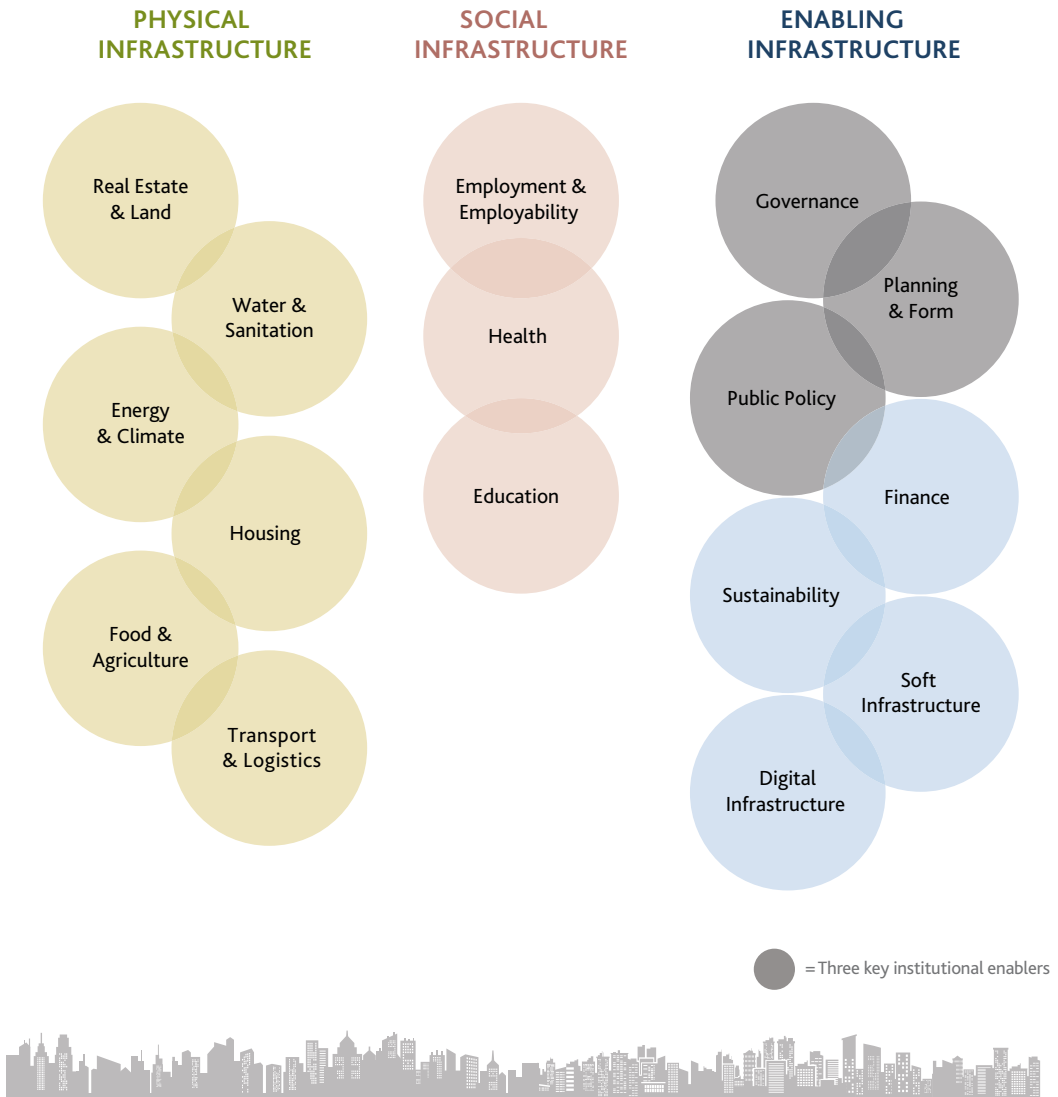 PHYSICAL
INFRASTRUCTURE
Real Estate
& Land
Water &
Sanitation
Energy
& Climate
Housing
Food &
Agriculture
Transport
& Logistics
SOCIAL
INFRASTRUCTURE
Employment &
Employability
Health
Education
ENABLING
INFRASTRUCTURE
Governance
Planning
& Form
Public Policy
Finance
Sustainability
Soft
Infrastructure
Digital
Infrastructure
= Three key institutional enablers